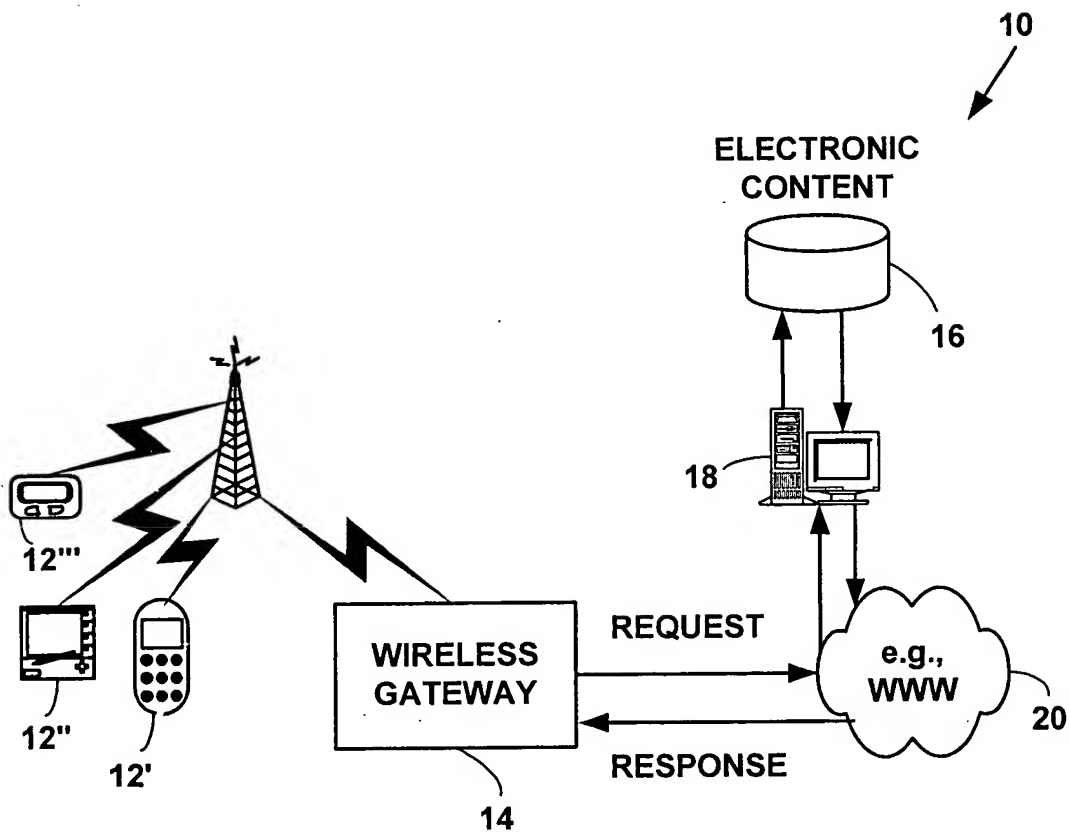 10
ELECTRONIC
CONTENT
16
18
12'''
12''
12'
WIRELESS
GATEWAY
14
REQUEST
RESPONSE
e.g.,
WWW
20